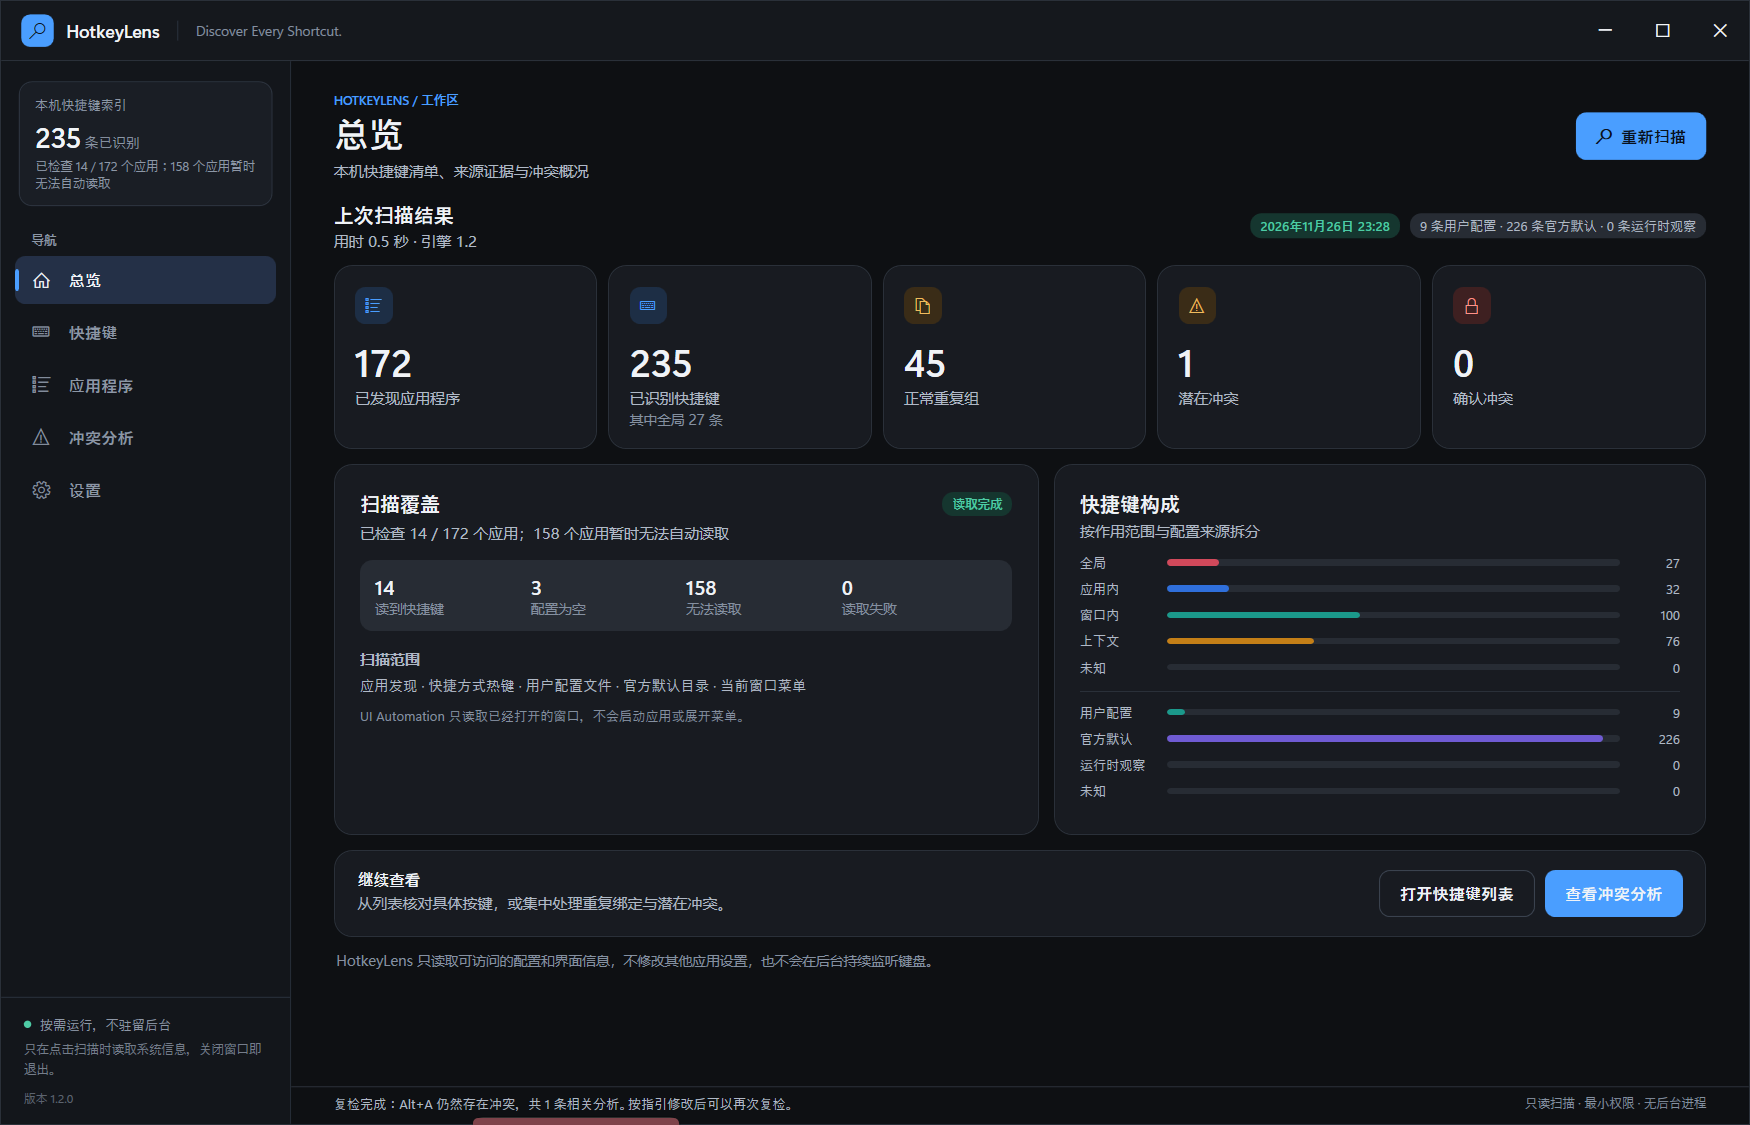 HotkeyLens
Discover Every Shortcut.
本机快捷键索引
235 条已识别
已检查 14 / 172 个应用；158 个应用暂时
无法自动读取
导航
总览
快捷键
应用程序
冲突分析
设置
按需运行，不驻留后台
只在点击扫描时读取系统信息，关闭窗口即
退出。
版本 1.2.0
HOTKEYLENS / 工作区
总览
本机快捷键清单、来源证据与冲突概况
重新扫描
上次扫描结果
用时 0.5 秒 · 引擎 1.2
2026年11月26日 23:28
9 条用户配置 · 226 条官方默认 · 0 条运行时观察
172
已发现应用程序
235
已识别快捷键
其中全局 27 条
45
正常重复组
1
潜在冲突
0
确认冲突
扫描覆盖
读取完成
已检查 14 / 172 个应用；158 个应用暂时无法自动读取
14
读到快捷键
3
配置为空
158
无法读取
0
读取失败
扫描范围
应用发现 · 快捷方式热键 · 用户配置文件 · 官方默认目录 · 当前窗口菜单
UI Automation 只读取已经打开的窗口，不会启动应用或展开菜单。
快捷键构成
按作用范围与配置来源拆分
全局 27
应用内 32
窗口内 100
上下文 76
未知 0
用户配置 9
官方默认 226
运行时观察 0
未知 0
继续查看
从列表核对具体按键，或集中处理重复绑定与潜在冲突。
打开快捷键列表
查看冲突分析
HotkeyLens 只读取可访问的配置和界面信息，不修改其他应用设置，也不会在后台持续监听键盘。
复检完成：Alt+A 仍然存在冲突，共 1 条相关分析。按指引修改后可以再次复检。
只读扫描 · 最小权限 · 无后台进程